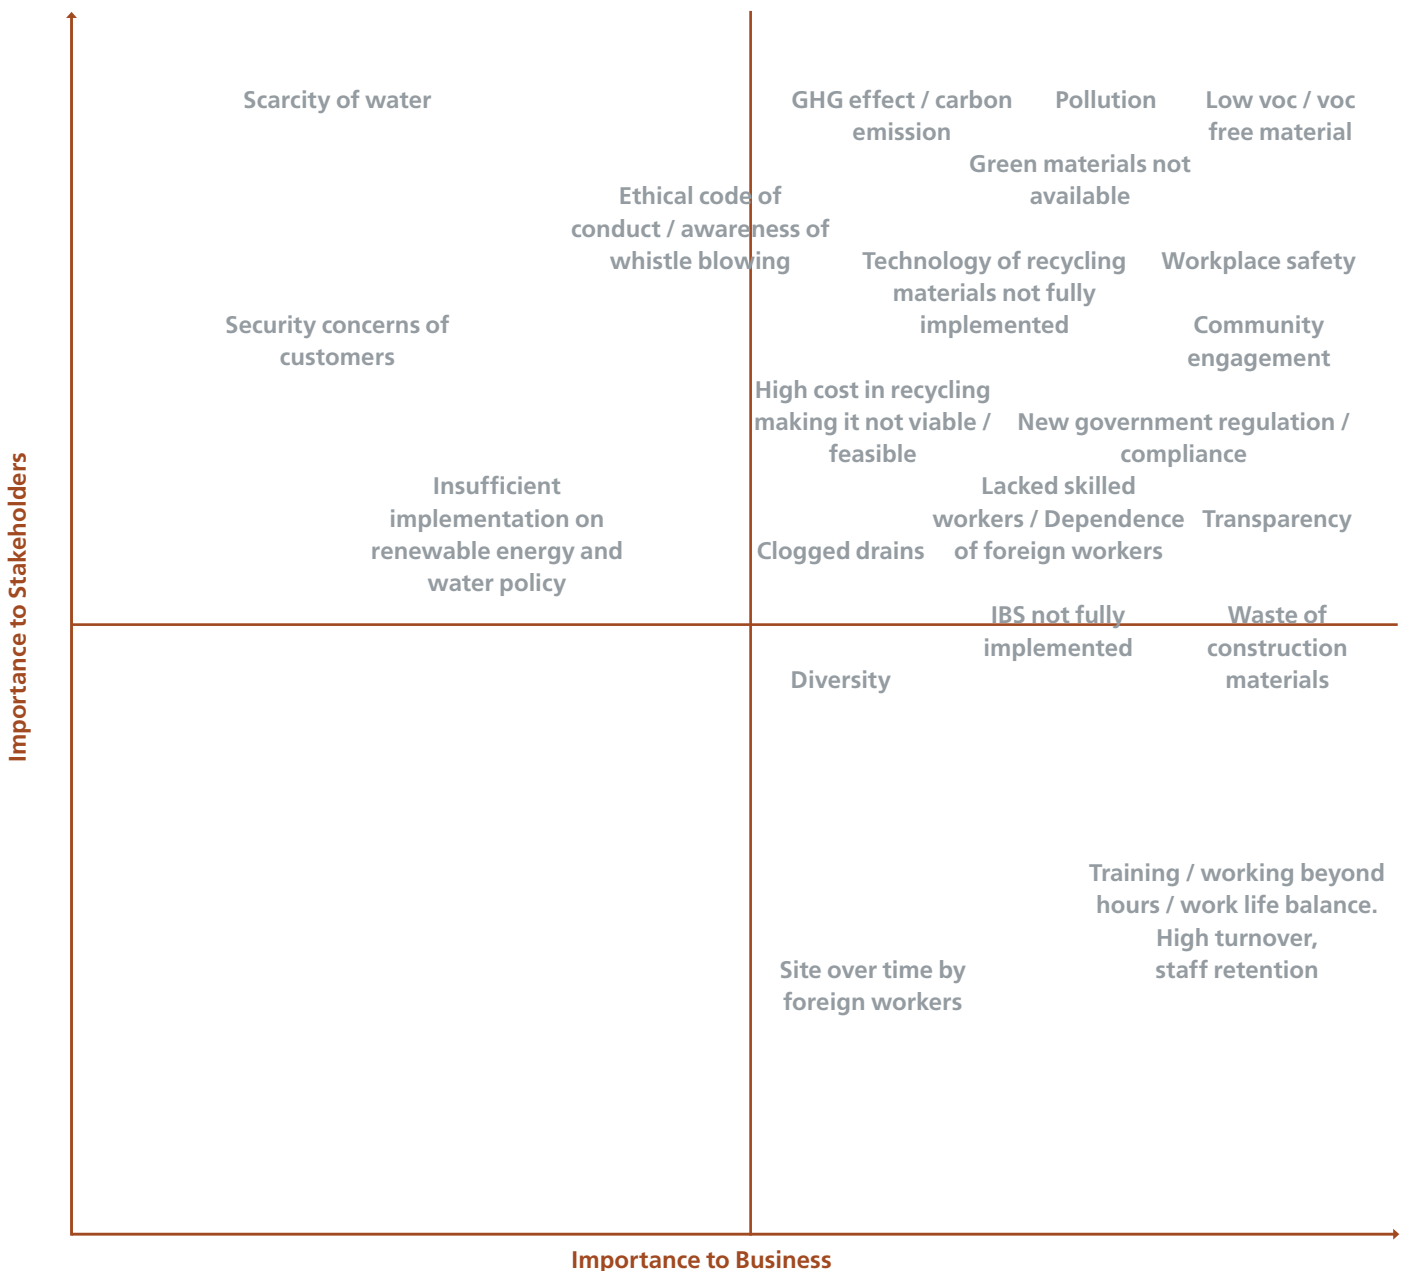 Scarcity of water
GHG effect / carbon
emission
Pollution
Low voc / voc
free material
Green materials not
available
Ethical code of
conduct / awareness of
whistle blowing
Technology of recycling
materials not fully
implemented
Workplace safety
Security concerns of
customers
Community
engagement
High cost in recycling
making it not viable /
feasible
New government regulation /
compliance
Insufficient
implementation on
renewable energy and
water policy
Lacked skilled
workers / Dependence
of foreign workers
Transparency
Clogged drains
IBS not fully
implemented
Waste of
construction
materials
Diversity
Training / working beyond
hours / work life balance.
High turnover,
staff retention
Site over time by
foreign workers
Importance to Stakeholders
Importance to Business